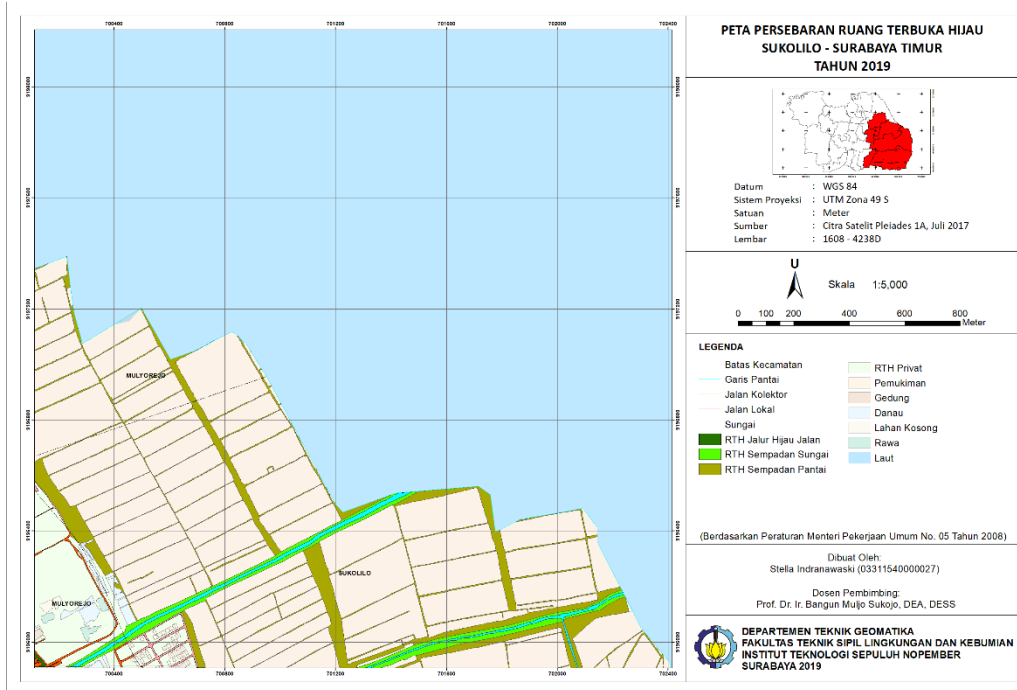 PETA PERSEBARAN RUANG TERBUKA HIJAU
SUKOLILO - SURABAYA TIMUR
TAHUN 2019
Datum : WGS 84
Sistem Proyeksi : UTM Zona 49 S
Satuan : Meter
Sumber : Citra Satelit Pleiades 1A, Juli 2017
Lembar : 1608 - 4238D
U
Skala 1:5,000
0 100 200 400 600 800
Meter
LEGENDA
Batas Kecamatan
Garis Pantai
Jalan Kolektor
Jalan Lokal
Sungai
RTH Jalur Hijau Jalan
RTH Sempadan Sungai
RTH Sempadan Pantai
RTH Privat
Pemukiman
Gedung
Danau
Lahan Kosong
Rawa
Laut
(Berdasarkan Peraturan Menteri Pekerjaan Umum No. 05 Tahun 2008)
Dibuat Oleh:
Stella Indranawaski (03311540000027)
Dosen Pembimbing:
Prof. Dr. Ir. Bangun Muljo Sukojo, DEA, DESS
DEPARTEMEN TEKNIK GEOMATIKA
FAKULTAS TEKNIK SIPIL LINGKUNGAN DAN KEBUMIAN
INSTITUT TEKNOLOGI SEPULUH NOPEMBER
SURABAYA 2019
700400 700800 701200 701600 702000 702400
MULYOREJO
SUKOLILO
MULYOREJO
700400 700800 701200 701600 702000 702400